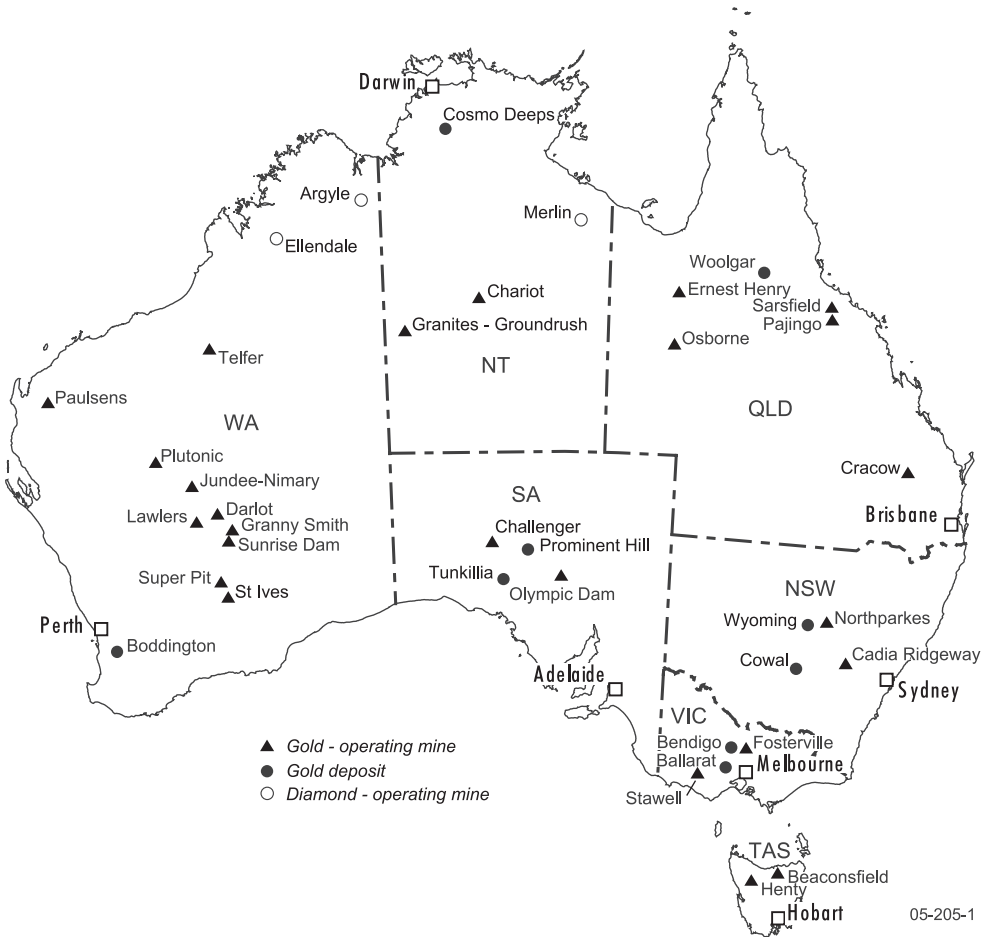 Darwin
Cosmo Deeps
Argyle
Merlin
Ellendale
Woolgar
Chariot
Ernest Henry
Sarsfield
Pajingo
Granites - Groundrush
Osborne
Telfer
NT
Paulsens
QLD
WA
Plutonic
Cracow
Jundee-Nimary
SA
Darlot
Lawlers
Granny Smith
Brisbane
Challenger
Sunrise Dam
Prominent Hill
Tunkillia
Super Pit
Olympic Dam
NSW
St Ives
Wyoming
Northparkes
Perth
Boddington
Cowal
Cadia Ridgeway
Adelaide
Sydney
VIC
Bendigo
Fosterville
Ballarat
Melbourne
Stawell
Gold - operating mine
Gold deposit
Diamond - operating mine
TAS
Beaconsfield
Henty
Hobart
05-205-1